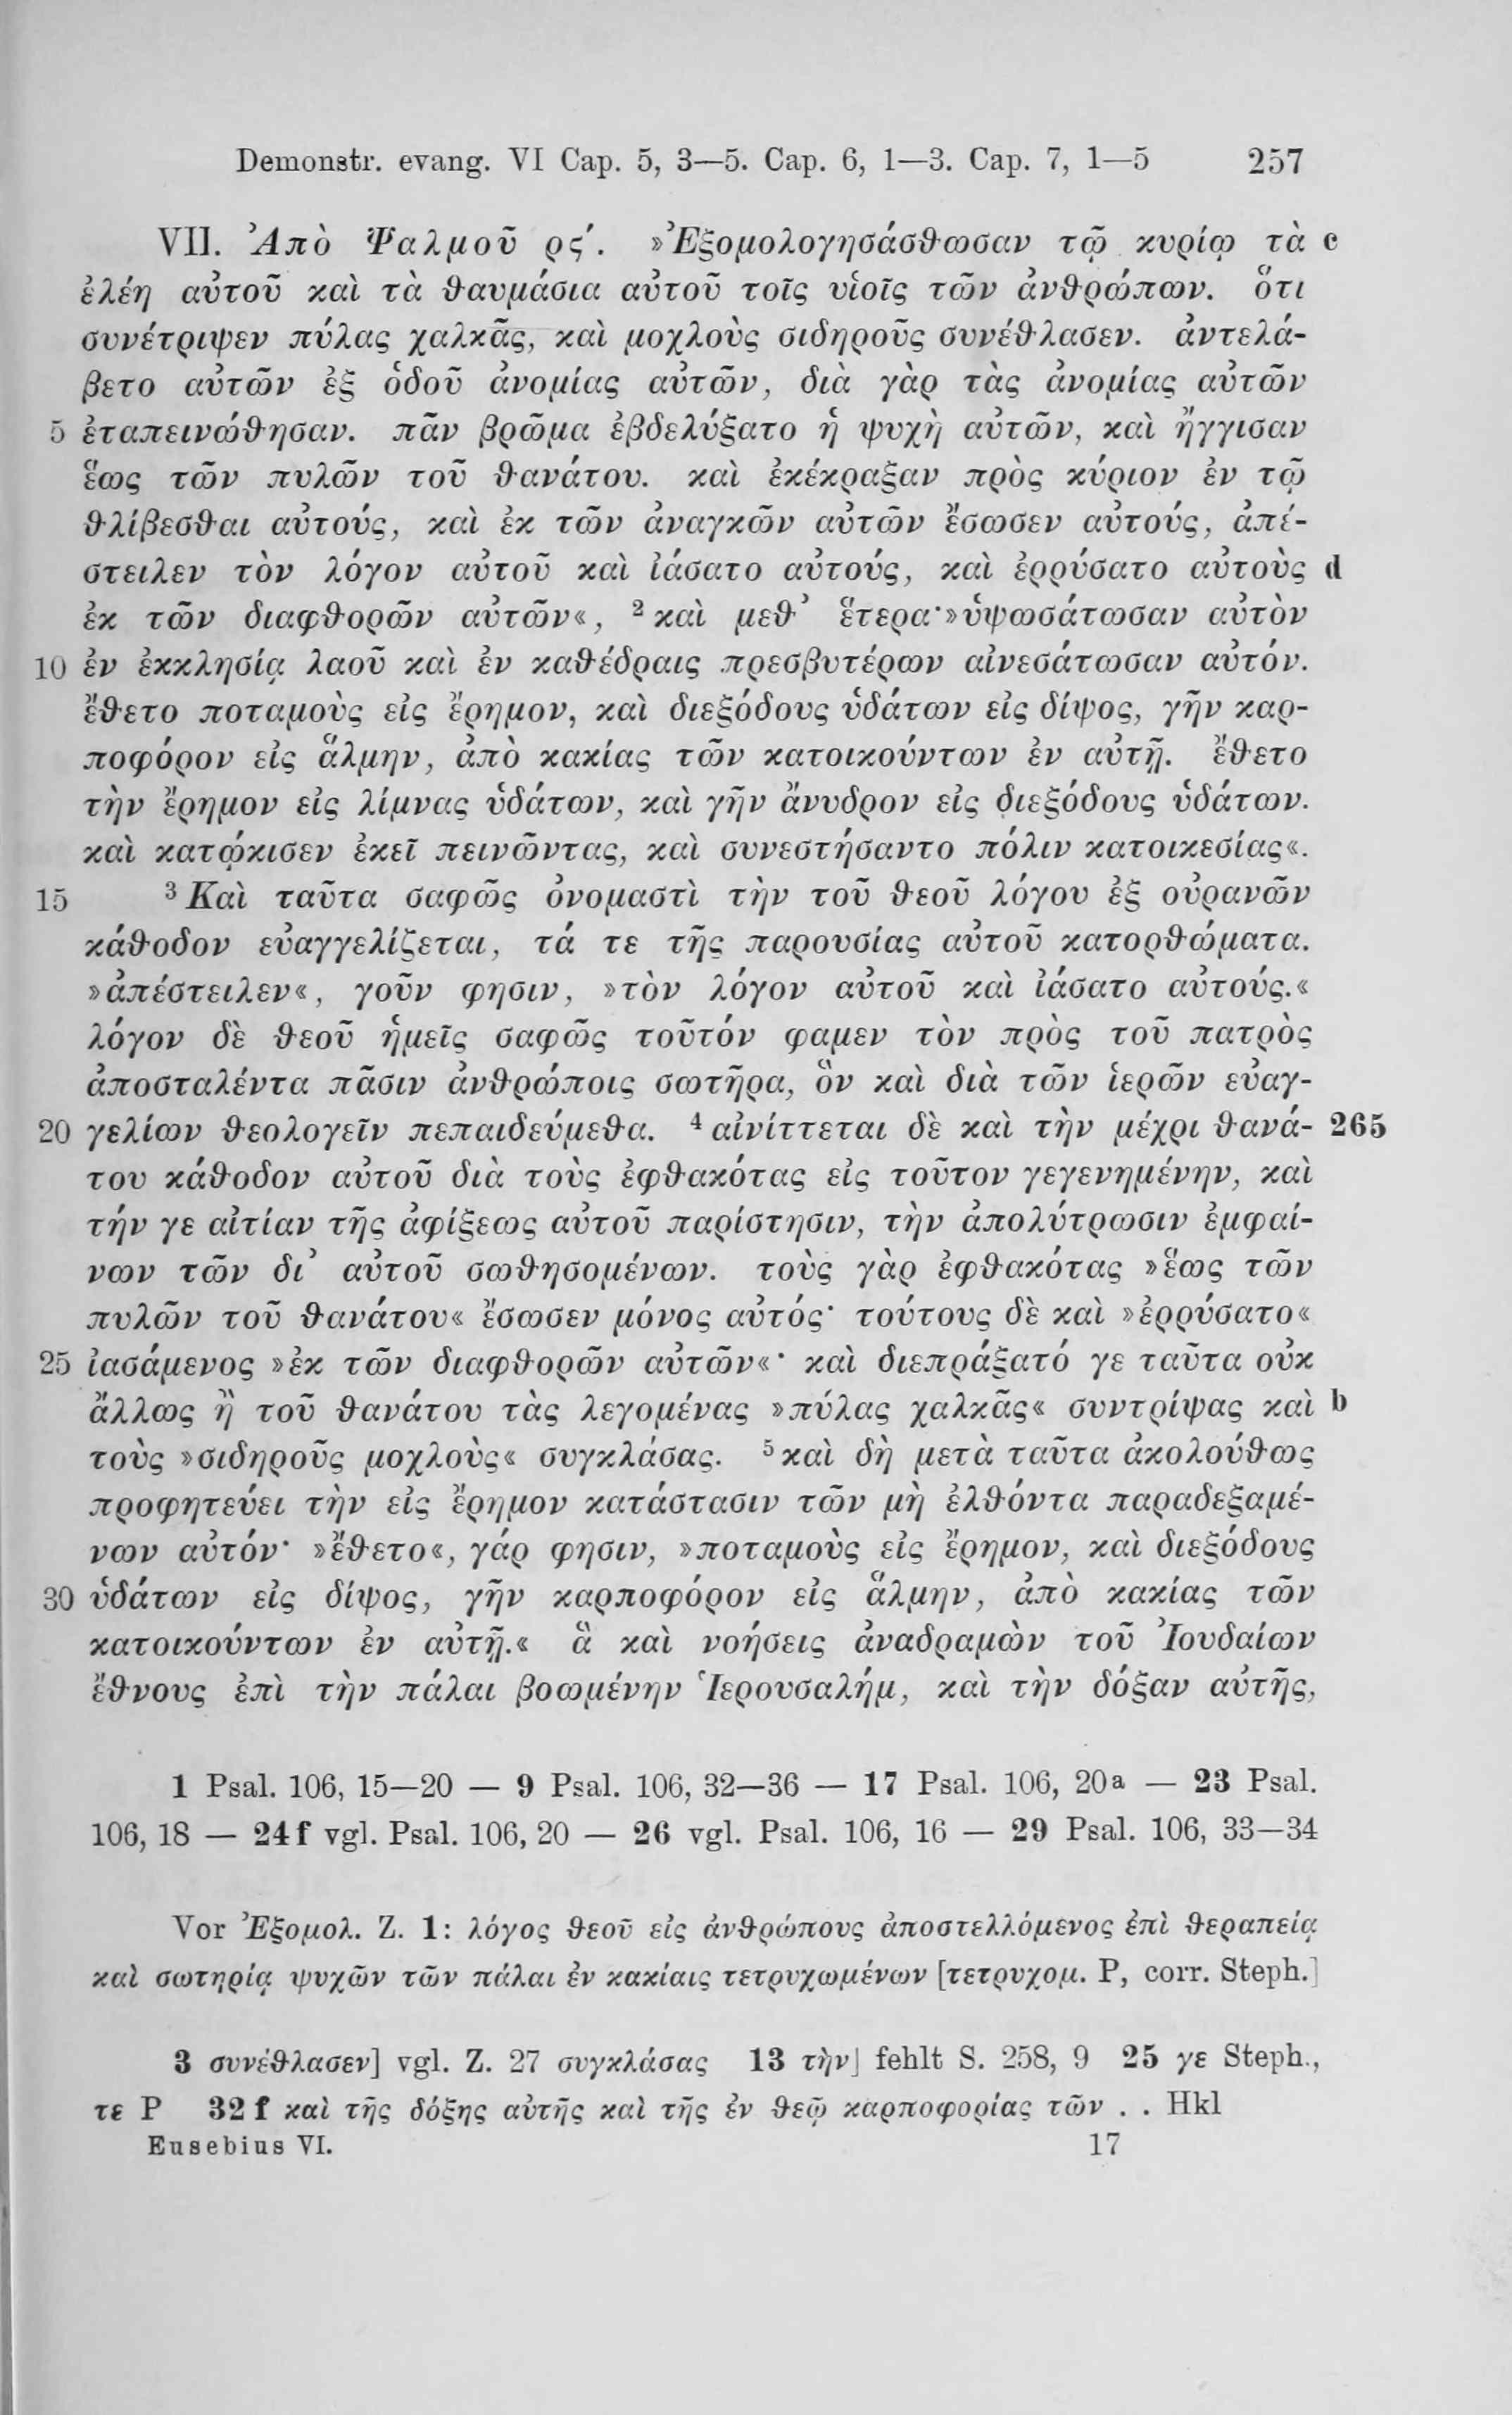 Demonstr. evang. VI Cap. 5, 3—5. Cap. 6, 1—3. Cap. 7, 1—5 257
VII. Ἀπὸ Ψαλμοῦ ρϛ′. »Ἐξομολογησάσθωσαν τῷ κυρίῳ τὰ c
ἐλέη αὐτοῦ καὶ τὰ θαυμάσια αὐτοῦ τοῖς υἱοῖς τῶν ἀνθρώπων. ὅτι
συνέτριψεν πύλας χαλκᾶς, καὶ μοχλοὺς σιδηροῦς συνέθλασεν. ἀντελά-
βετο αὐτῶν ἐξ ὁδοῦ ἀνομίας αὐτῶν, διὰ γὰρ τὰς ἀνομίας αὐτῶν
5 ἐταπεινώθησαν. πᾶν βρῶμα ἐβδελύξατο ἡ ψυχὴ αὐτῶν, καὶ ἤγγισαν
ἕως τῶν πυλῶν τοῦ θανάτου. καὶ ἐκέκραξαν πρὸς κύριον ἐν τῷ
θλίβεσθαι αὐτούς, καὶ ἐκ τῶν ἀναγκῶν αὐτῶν ἔσωσεν αὐτούς, ἀπέ-
στειλεν τὸν λόγον αὐτοῦ καὶ ἰάσατο αὐτούς, καὶ ἐρρύσατο αὐτοὺς d
ἐκ τῶν διαφθορῶν αὐτῶν«, ² καὶ μεθ’ ἕτερα·»ὑψωσάτωσαν αὐτὸν
10 ἐν ἐκκλησίᾳ λαοῦ καὶ ἐν καθέδραις πρεσβυτέρων αἰνεσάτωσαν αὐτόν.
ἔθετο ποταμοὺς εἰς ἔρημον, καὶ διεξόδους ὑδάτων εἰς δίψος, γῆν καρ-
ποφόρον εἰς ἅλμην, ἀπὸ κακίας τῶν κατοικούντων ἐν αὐτῇ. ἔθετο
τὴν ἔρημον εἰς λίμνας ὑδάτων, καὶ γῆν ἄνυδρον εἰς διεξόδους ὑδάτων.
καὶ κατῴκισεν ἐκεῖ πεινῶντας, καὶ συνεστήσαντο πόλιν κατοικεσίας«.
15 ³ Καὶ ταῦτα σαφῶς ὀνομαστὶ τὴν τοῦ θεοῦ λόγου ἐξ οὐρανῶν
κάθοδον εὐαγγελίζεται, τά τε τῆς παρουσίας αὐτοῦ κατορθώματα.
»ἀπέστειλεν«, γοῦν φησιν, »τὸν λόγον αὐτοῦ καὶ ἰάσατο αὐτούς.«
λόγον δὲ θεοῦ ἡμεῖς σαφῶς τοῦτόν φαμεν τὸν πρὸς τοῦ πατρὸς
ἀποσταλέντα πᾶσιν ἀνθρώποις σωτῆρα, ὃν καὶ διὰ τῶν ἱερῶν εὐαγ-
20 γελίων θεολογεῖν πεπαιδεύμεθα. ⁴ αἰνίττεται δὲ καὶ τὴν μέχρι θανά- 265
του κάθοδον αὐτοῦ διὰ τοὺς ἐφθακότας εἰς τοῦτον γεγενημένην, καὶ
τήν γε αἰτίαν τῆς ἀφίξεως αὐτοῦ παρίστησιν, τὴν ἀπολύτρωσιν ἐμφαί-
νων τῶν δι’ αὐτοῦ σωθησομένων. τοὺς γὰρ ἐφθακότας »ἕως τῶν
πυλῶν τοῦ θανάτου« ἔσωσεν μόνος αὐτός· τούτους δὲ καὶ »ἐρρύσατο«
25 ἰασάμενος »ἐκ τῶν διαφθορῶν αὐτῶν«· καὶ διεπράξατό γε ταῦτα οὐκ
ἄλλως ἢ τοῦ θανάτου τὰς λεγομένας »πύλας χαλκᾶς« συντρίψας καὶ b
τοὺς »σιδηροῦς μοχλοὺς« συγκλάσας. ⁵ καὶ δὴ μετὰ ταῦτα ἀκολούθως
προφητεύει τὴν εἰς ἔρημον κατάστασιν τῶν μὴ ἐλθόντα παραδεξαμέ-
νων αὐτόν· »ἔθετο«, γάρ φησιν, »ποταμοὺς εἰς ἔρημον, καὶ διεξόδους
30 ὑδάτων εἰς δίψος, γῆν καρποφόρον εἰς ἅλμην, ἀπὸ κακίας τῶν
κατοικούντων ἐν αὐτῇ.« ἃ καὶ νοήσεις ἀναδραμὼν τοῦ Ἰουδαίων
ἔθνους ἐπὶ τὴν πάλαι βοωμένην Ἱερουσαλήμ, καὶ τὴν δόξαν αὐτῆς,
1 Psal. 106, 15—20 — 9 Psal. 106, 32—36 — 17 Psal. 106, 20a — 23 Psal.
106, 18 — 24 f vgl. Psal. 106, 20 — 26 vgl. Psal. 106, 16 — 29 Psal. 106, 33—34
Vor Ἐξομολ. Z. 1: λόγος θεοῦ εἰς ἀνθρώπους ἀποστελλόμενος ἐπὶ θεραπείᾳ
καὶ σωτηρίᾳ ψυχῶν τῶν πάλαι ἐν κακίαις τετρυχωμένων [τετρυχομ. P, corr. Steph.]
3 συνέθλασεν] vgl. Z. 27 συγκλάσας 13 τὴν] fehlt S. 258, 9 25 γε Steph.,
τε P 32 f καὶ τῆς δόξης αὐτῆς καὶ τῆς ἐν θεῷ καρποφορίας τῶν . . Hkl
Eusebius VI. 17